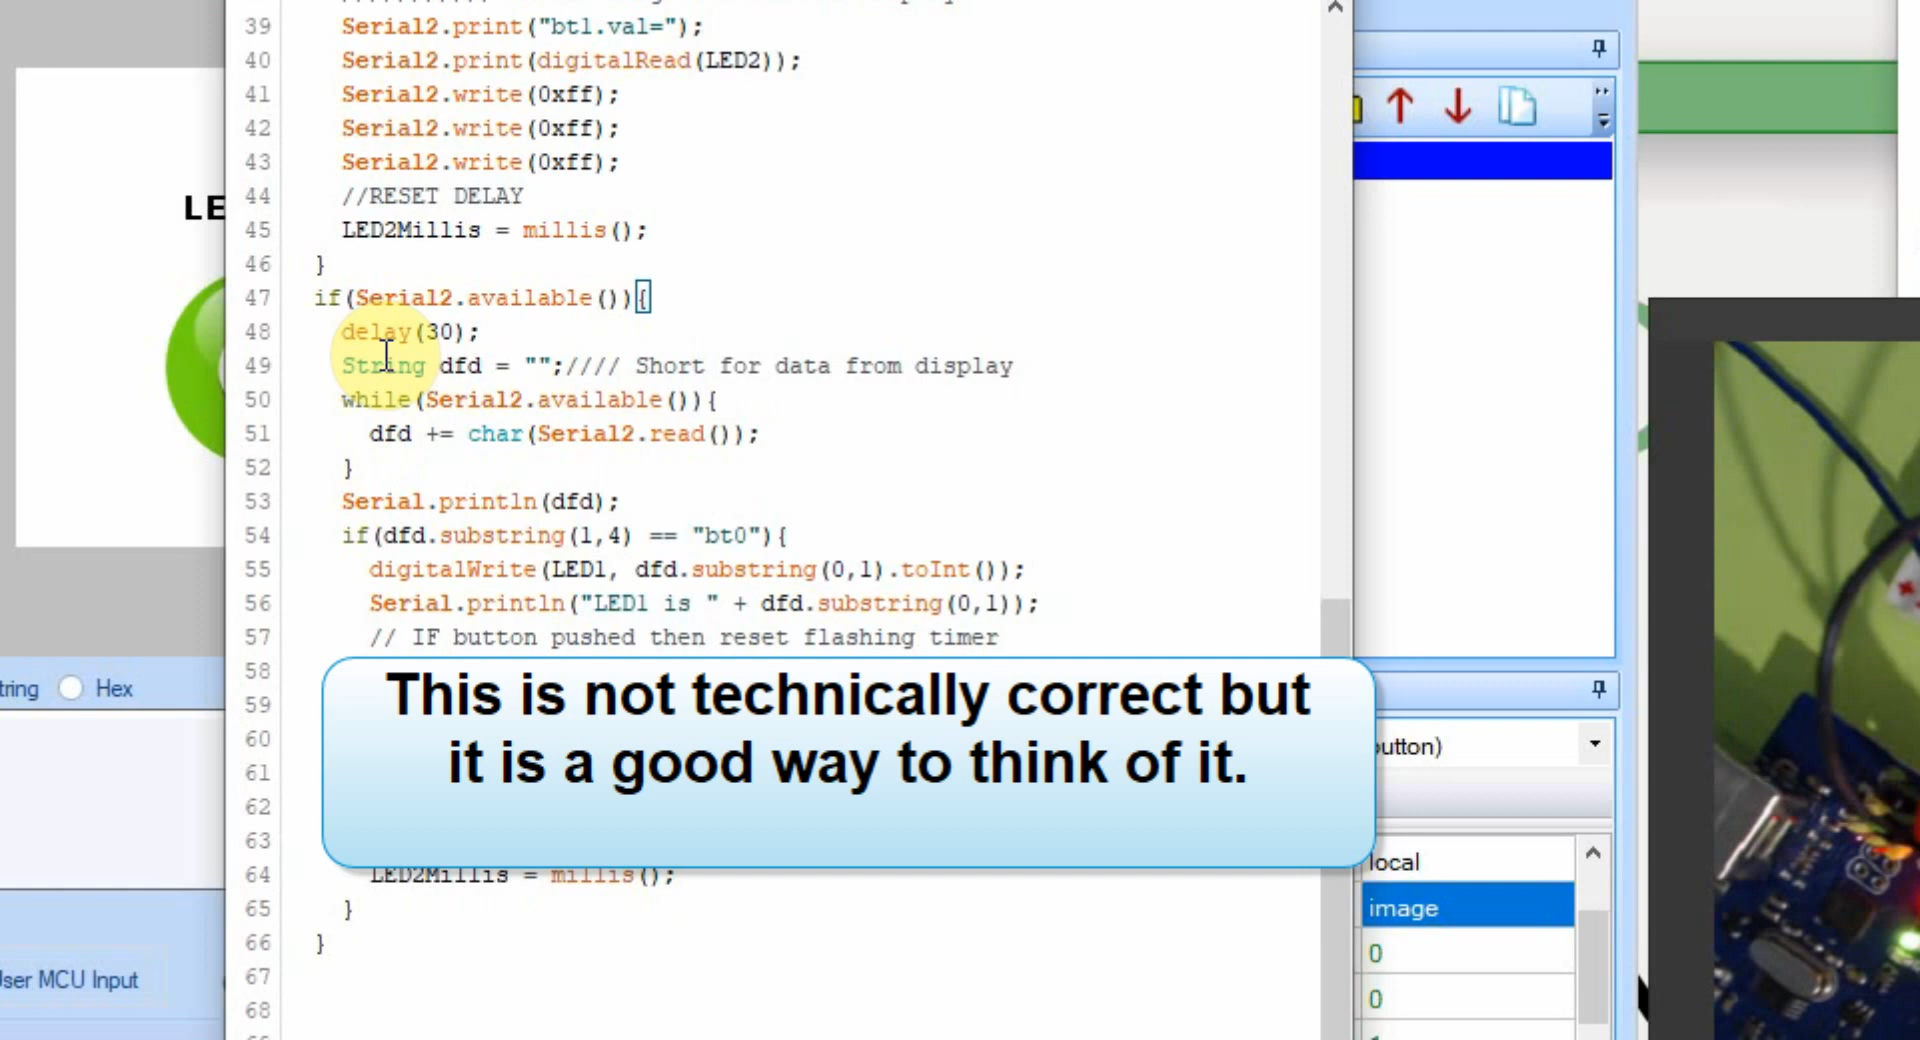 39 Serial2.print("bt1.val=");
40 Serial2.print(digitalRead(LED2));
41 Serial2.write(0xff);
42 Serial2.write(0xff);
43 Serial2.write(0xff);
44 //RESET DELAY
45 LED2Millis = millis();
46 }
47 if(Serial2.available()){
48 delay(30);
49 String dfd = "";//// Short for data from display
50 while(Serial2.available()){
51 dfd += char(Serial2.read());
52 }
53 Serial.println(dfd);
54 if(dfd.substring(1,4) == "bt0"){
55 digitalWrite(LED1, dfd.substring(0,1).toInt());
56 Serial.println("LED1 is " + dfd.substring(0,1));
57 // IF button pushed then reset flashing timer
58
59
60
61
62
63
64 LED2Millis = millis();
65 }
66 }
67
68
This is not technically correct but
it is a good way to think of it.
LE
tring Hex
User MCU Input
outton)
local
image
0
0